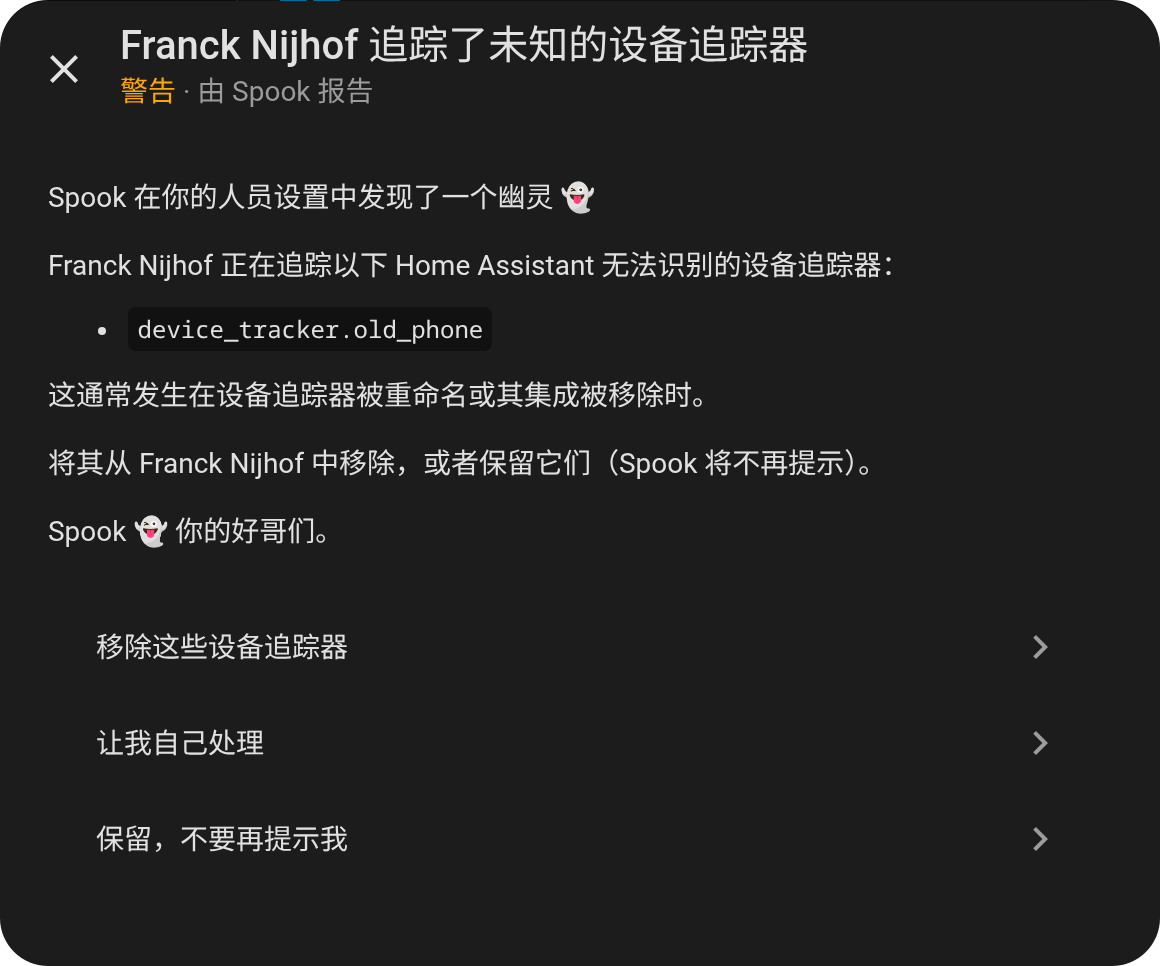 Franck Nijhof 追踪了未知的设备追踪器
警告 · 由 Spook 报告
Spook 在你的人员设置中发现了一个幽灵 👻
Franck Nijhof 正在追踪以下 Home Assistant 无法识别的设备追踪器：
• device_tracker.old_phone
这通常发生在设备追踪器被重命名或其集成被移除时。
将其从 Franck Nijhof 中移除，或者保留它们（Spook 将不再提示）。
Spook 👻 你的好哥们。
移除这些设备追踪器
让我自己处理
保留，不要再提示我